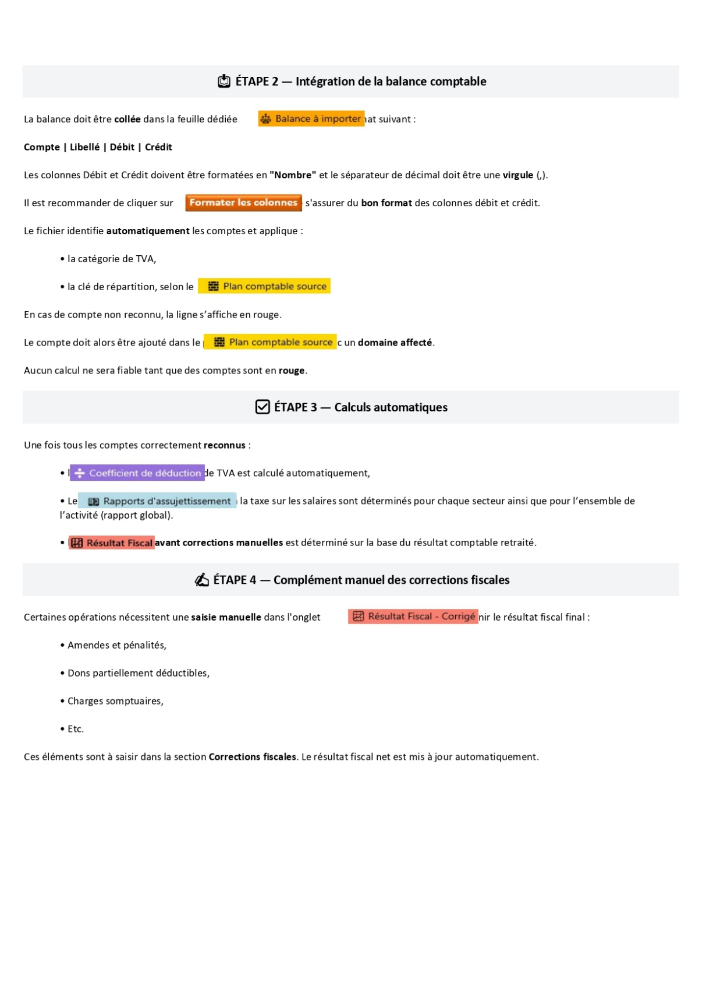 ÉTAPE 2 — Intégration de la balance comptable
La balance doit être collée dans la feuille dédiée Balance à importer at suivant :
Compte | Libellé | Débit | Crédit
Les colonnes Débit et Crédit doivent être formatées en "Nombre" et le séparateur de décimal doit être une virgule (,).
Il est recommander de cliquer sur Formater les colonnes s'assurer du bon format des colonnes débit et crédit.
Le fichier identifie automatiquement les comptes et applique :
• la catégorie de TVA,
• la clé de répartition, selon le Plan comptable source
En cas de compte non reconnu, la ligne s’affiche en rouge.
Le compte doit alors être ajouté dans le Plan comptable source c un domaine affecté.
Aucun calcul ne sera fiable tant que des comptes sont en rouge.
ÉTAPE 3 — Calculs automatiques
Une fois tous les comptes correctement reconnus :
• l Coefficient de déduction de TVA est calculé automatiquement,
• Le Rapports d'assujettissement la taxe sur les salaires sont déterminés pour chaque secteur ainsi que pour l’ensemble de
l’activité (rapport global).
• Résultat Fiscal avant corrections manuelles est déterminé sur la base du résultat comptable retraité.
ÉTAPE 4 — Complément manuel des corrections fiscales
Certaines opérations nécessitent une saisie manuelle dans l'onglet Résultat Fiscal - Corrigé nir le résultat fiscal final :
• Amendes et pénalités,
• Dons partiellement déductibles,
• Charges somptuaires,
• Etc.
Ces éléments sont à saisir dans la section Corrections fiscales. Le résultat fiscal net est mis à jour automatiquement.